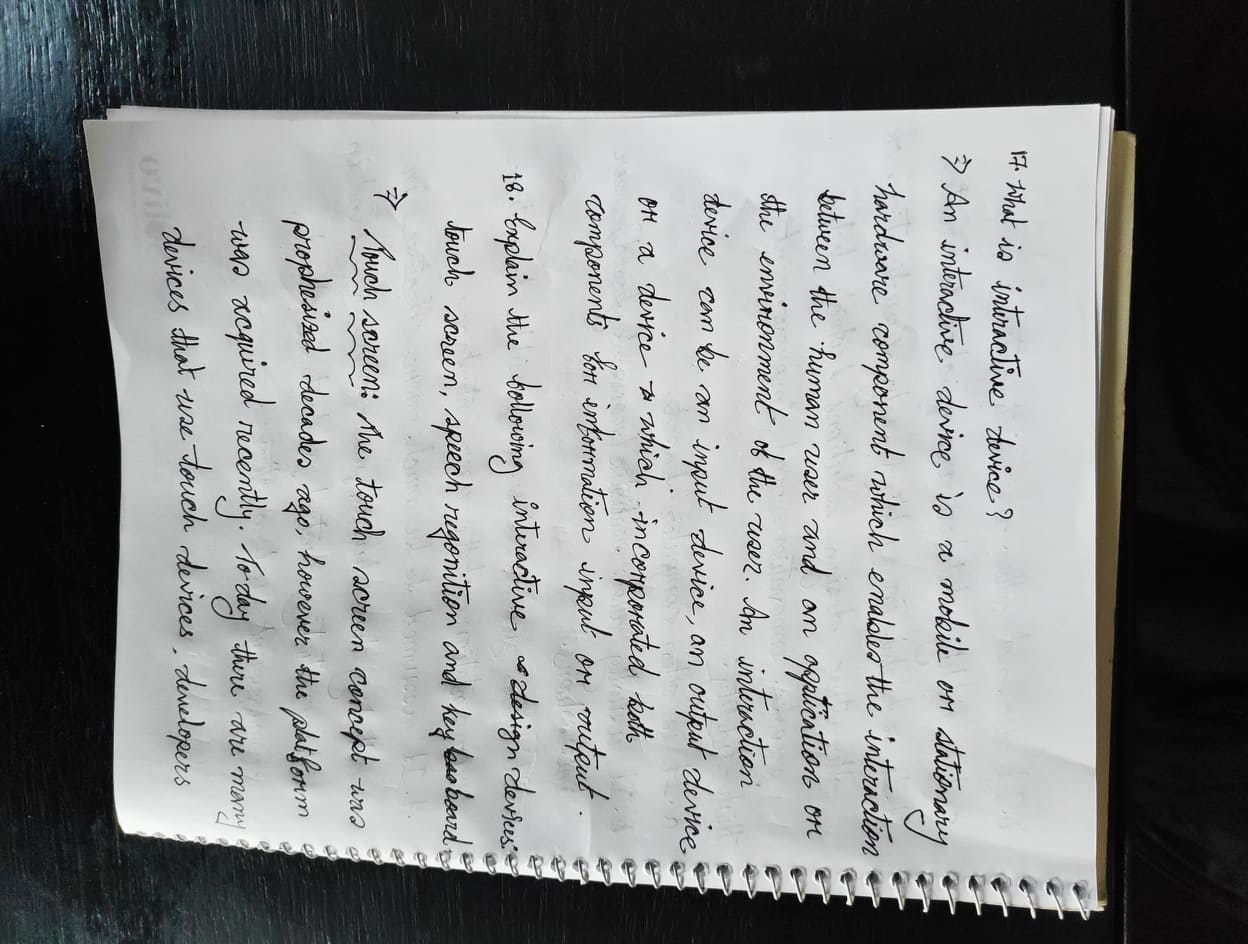 17. What is interactive device?
⇒ An interactive device is a mobile or stationary
hardware component which enables the interaction
between the human user and an application or
the environment of the user. An interaction
device can be an input device, an output device
or a device which incorporated both
components for information input or output.
18. Explain the following interactive design devices:
touch screen, speech regonition and keyboard
⇒ Touch screen: The touch screen concept was
prophesized decades ago, however the platform
was acquired recently. Today there are many
devices that use touch devices. developers